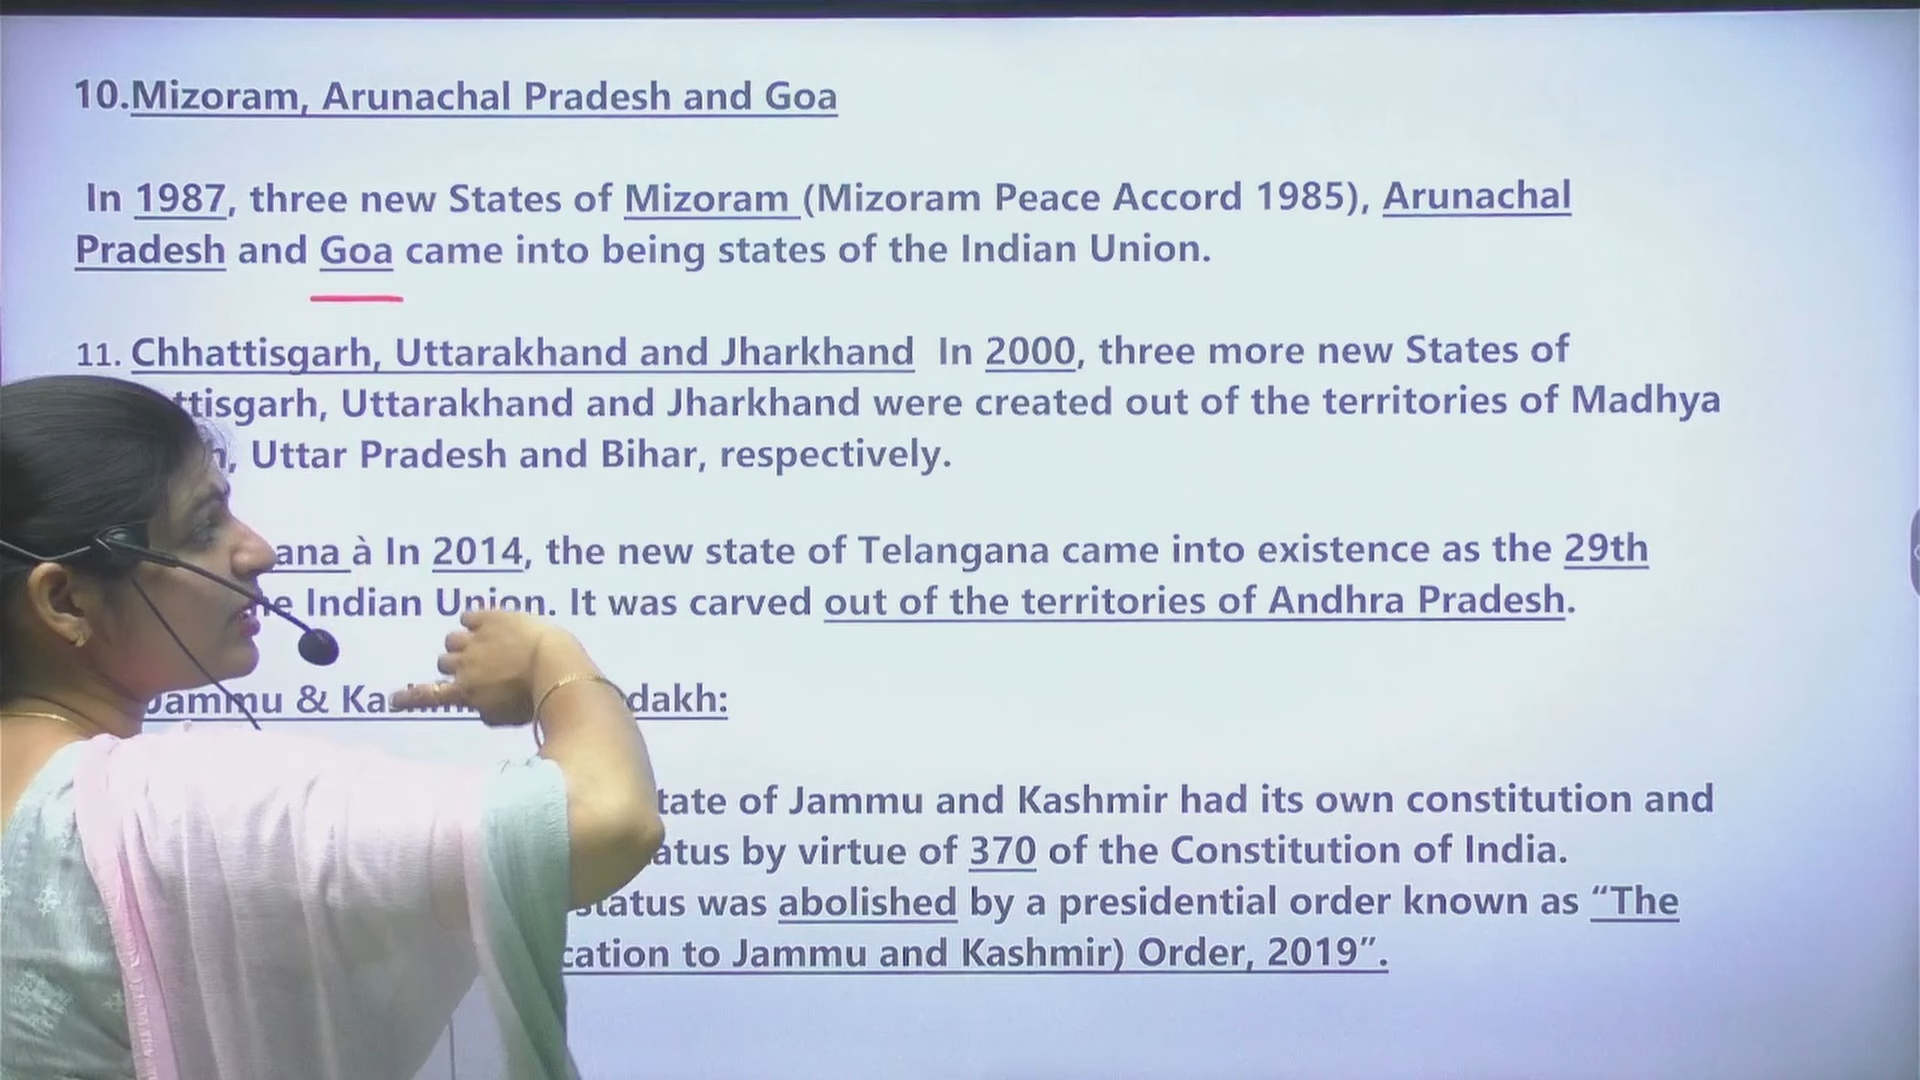 10.Mizoram, Arunachal Pradesh and Goa
In 1987, three new States of Mizoram (Mizoram Peace Accord 1985), Arunachal
Pradesh and Goa came into being states of the Indian Union.
11. Chhattisgarh, Uttarakhand and Jharkhand In 2000, three more new States of
Uttarakhand and Jharkhand were created out of the territories of Madhya
Uttar Pradesh and Bihar, respectively.
à In 2014, the new state of Telangana came into existence as the 29th
Indian Union. It was carved out of the territories of Andhra Pradesh.
Jammu &
of Jammu and Kashmir had its own constitution and
by virtue of 370 of the Constitution of India.
status was abolished by a presidential order known as “The
to Jammu and Kashmir) Order, 2019”.